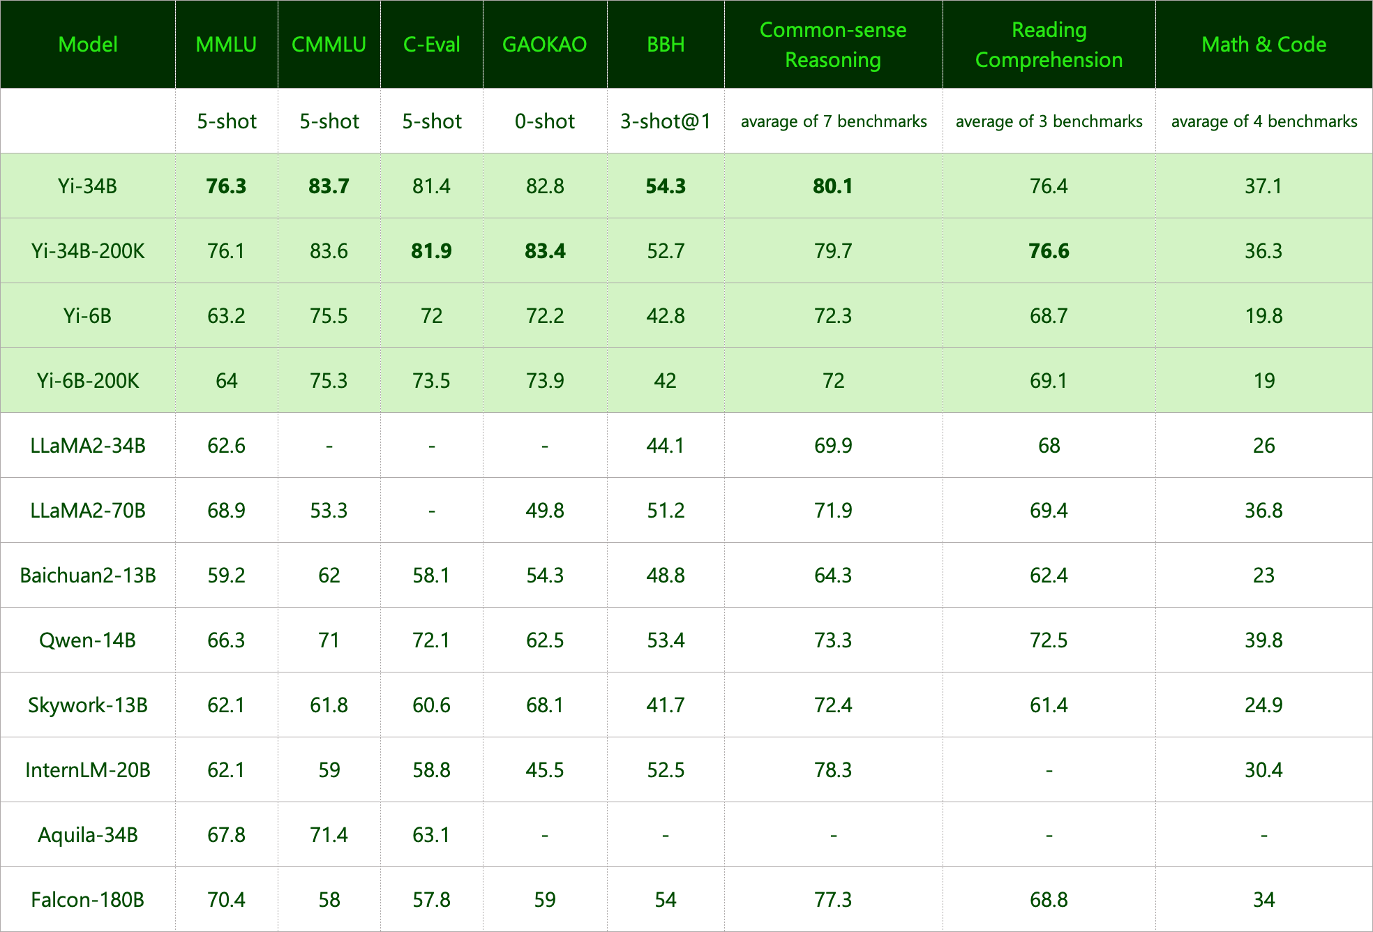 Model MMLU CMMLU C-Eval GAOKAO BBH Common-sense Reasoning Reading Comprehension Math & Code
5-shot 5-shot 5-shot 0-shot 3-shot@1 avarage of 7 benchmarks average of 3 benchmarks avarage of 4 benchmarks
Yi-34B 76.3 83.7 81.4 82.8 54.3 80.1 76.4 37.1
Yi-34B-200K 76.1 83.6 81.9 83.4 52.7 79.7 76.6 36.3
Yi-6B 63.2 75.5 72 72.2 42.8 72.3 68.7 19.8
Yi-6B-200K 64 75.3 73.5 73.9 42 72 69.1 19
LLaMA2-34B 62.6 - - - 44.1 69.9 68 26
LLaMA2-70B 68.9 53.3 - 49.8 51.2 71.9 69.4 36.8
Baichuan2-13B 59.2 62 58.1 54.3 48.8 64.3 62.4 23
Qwen-14B 66.3 71 72.1 62.5 53.4 73.3 72.5 39.8
Skywork-13B 62.1 61.8 60.6 68.1 41.7 72.4 61.4 24.9
InternLM-20B 62.1 59 58.8 45.5 52.5 78.3 - 30.4
Aquila-34B 67.8 71.4 63.1 - - - - -
Falcon-180B 70.4 58 57.8 59 54 77.3 68.8 34